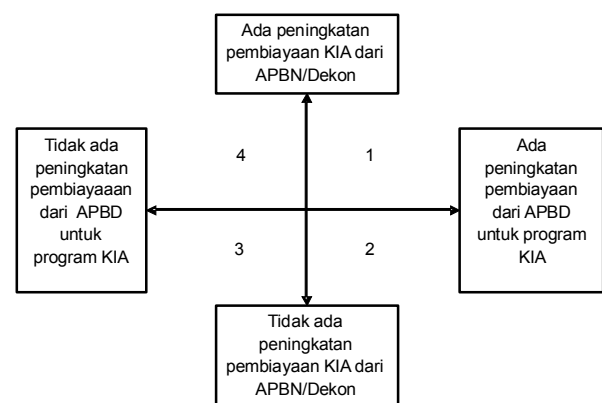 Ada peningkatan
pembiayaan KIA dari
APBN/Dekon
Tidak ada
peningkatan
pembiayaaan
dari APBD
untuk
program KIA
4
1
Ada
peningkatan
pembiayaan
dari APBD
untuk program
KIA
3
2
Tidak ada
peningkatan
pembiayaan KIA dari
APBN/Dekon